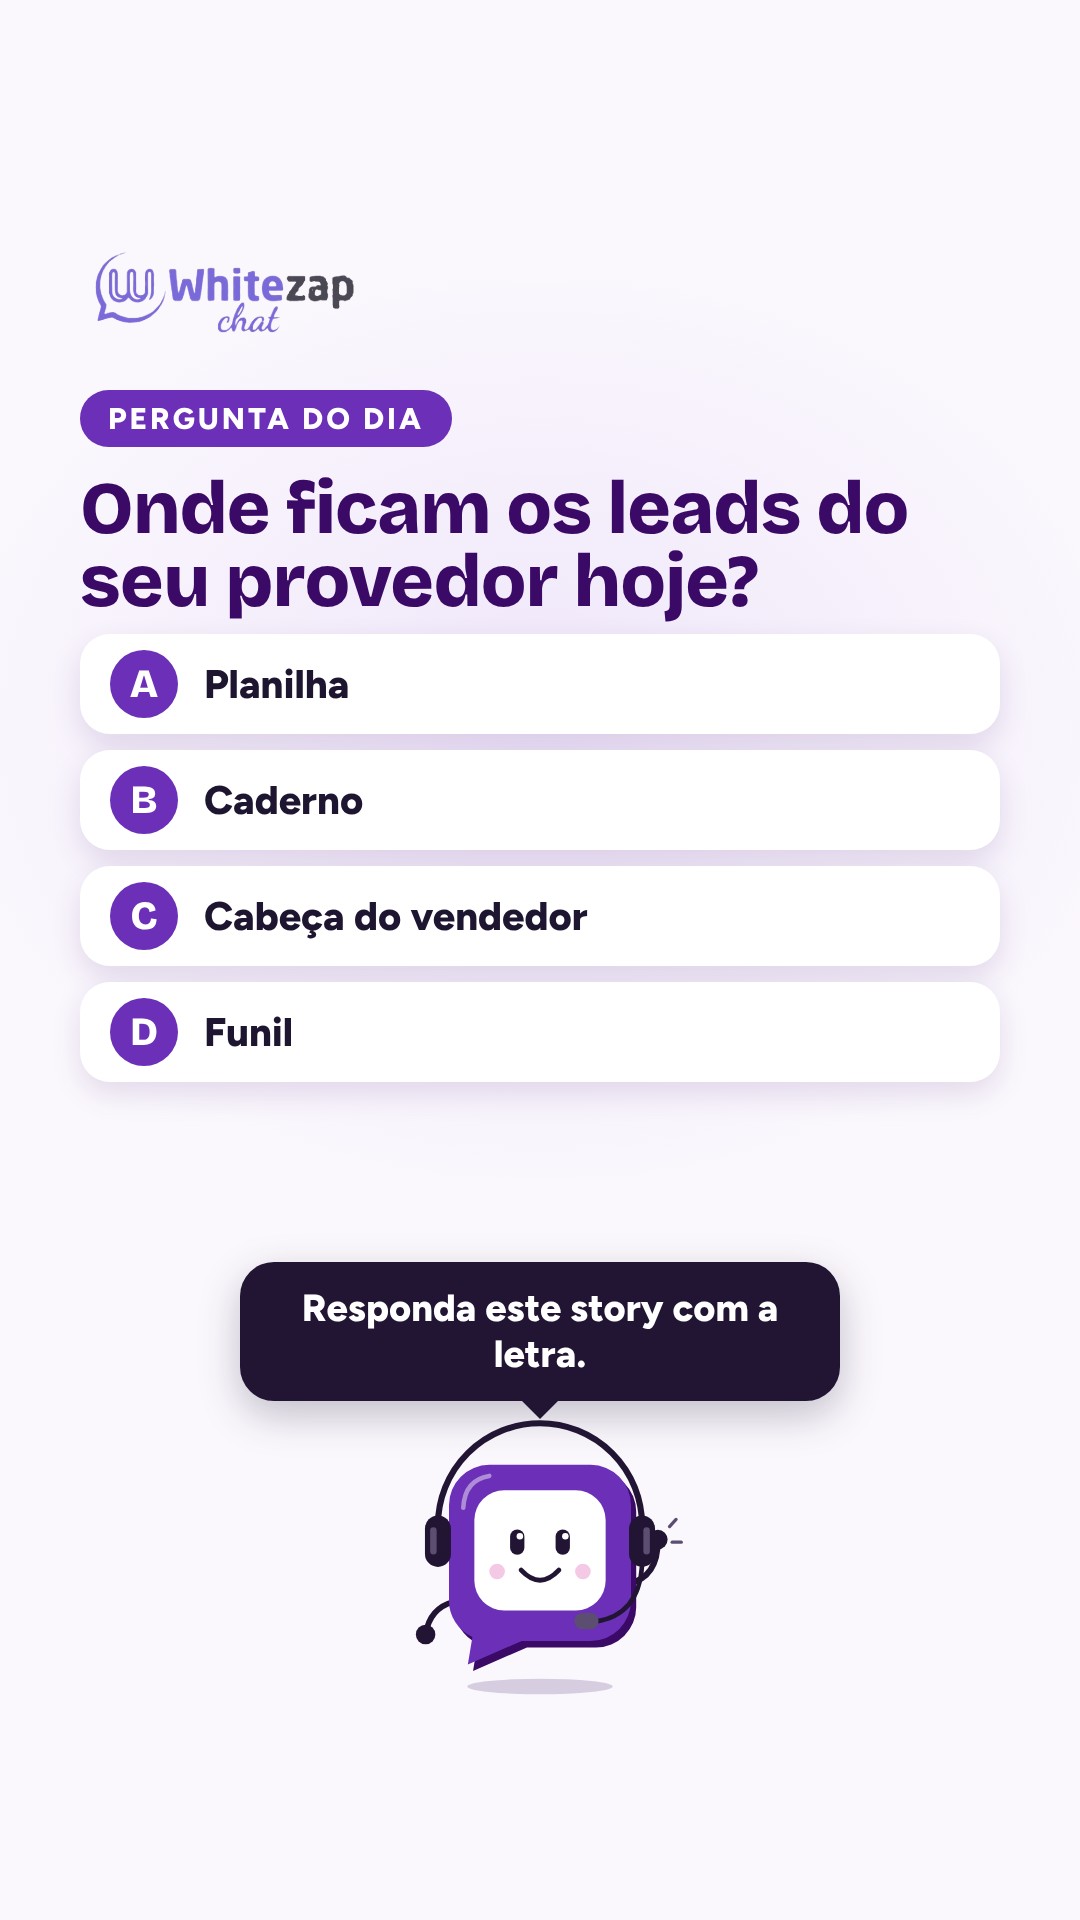 Whitezap
chat
PERGUNTA DO DIA
Onde ficam os leads do
seu provedor hoje?
A Planilha
B Caderno
C Cabeça do vendedor
D Funil
Responda este story com a
letra.